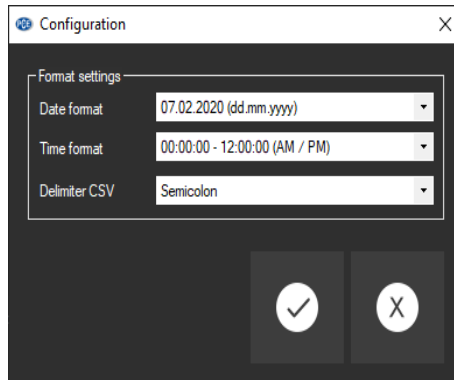 PCE Configuration X
Format settings
Date format 07.02.2020 (dd.mm.yyyy)
Time format 00:00:00 - 12:00:00 (AM / PM)
Delimiter CSV Semicolon
X